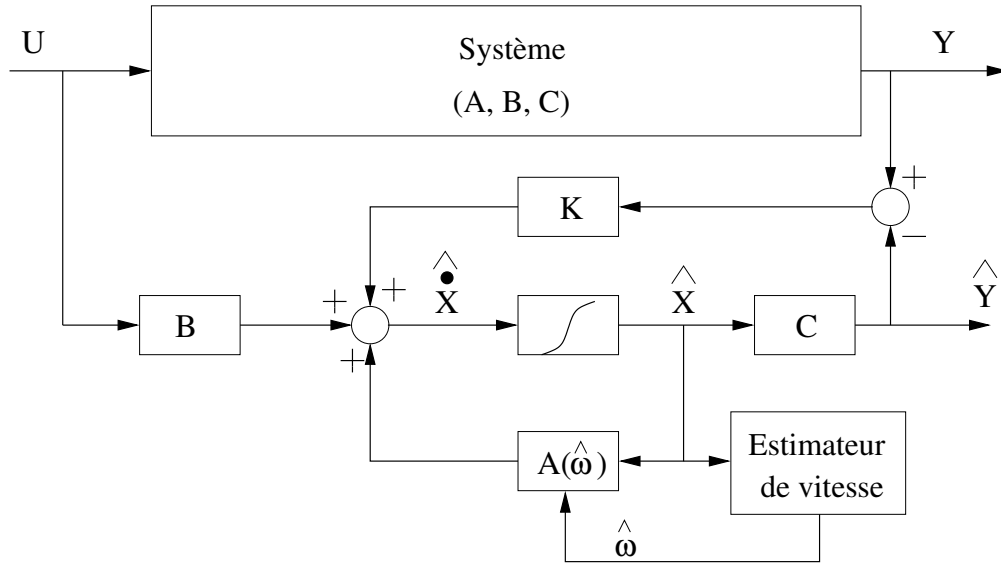 U
Système
(A, B, C)
Y
+
K
−
+
+
Ẋ̂
X̂
Ŷ
B
C
+
A(ω̂)
Estimateur
de vitesse
ω̂